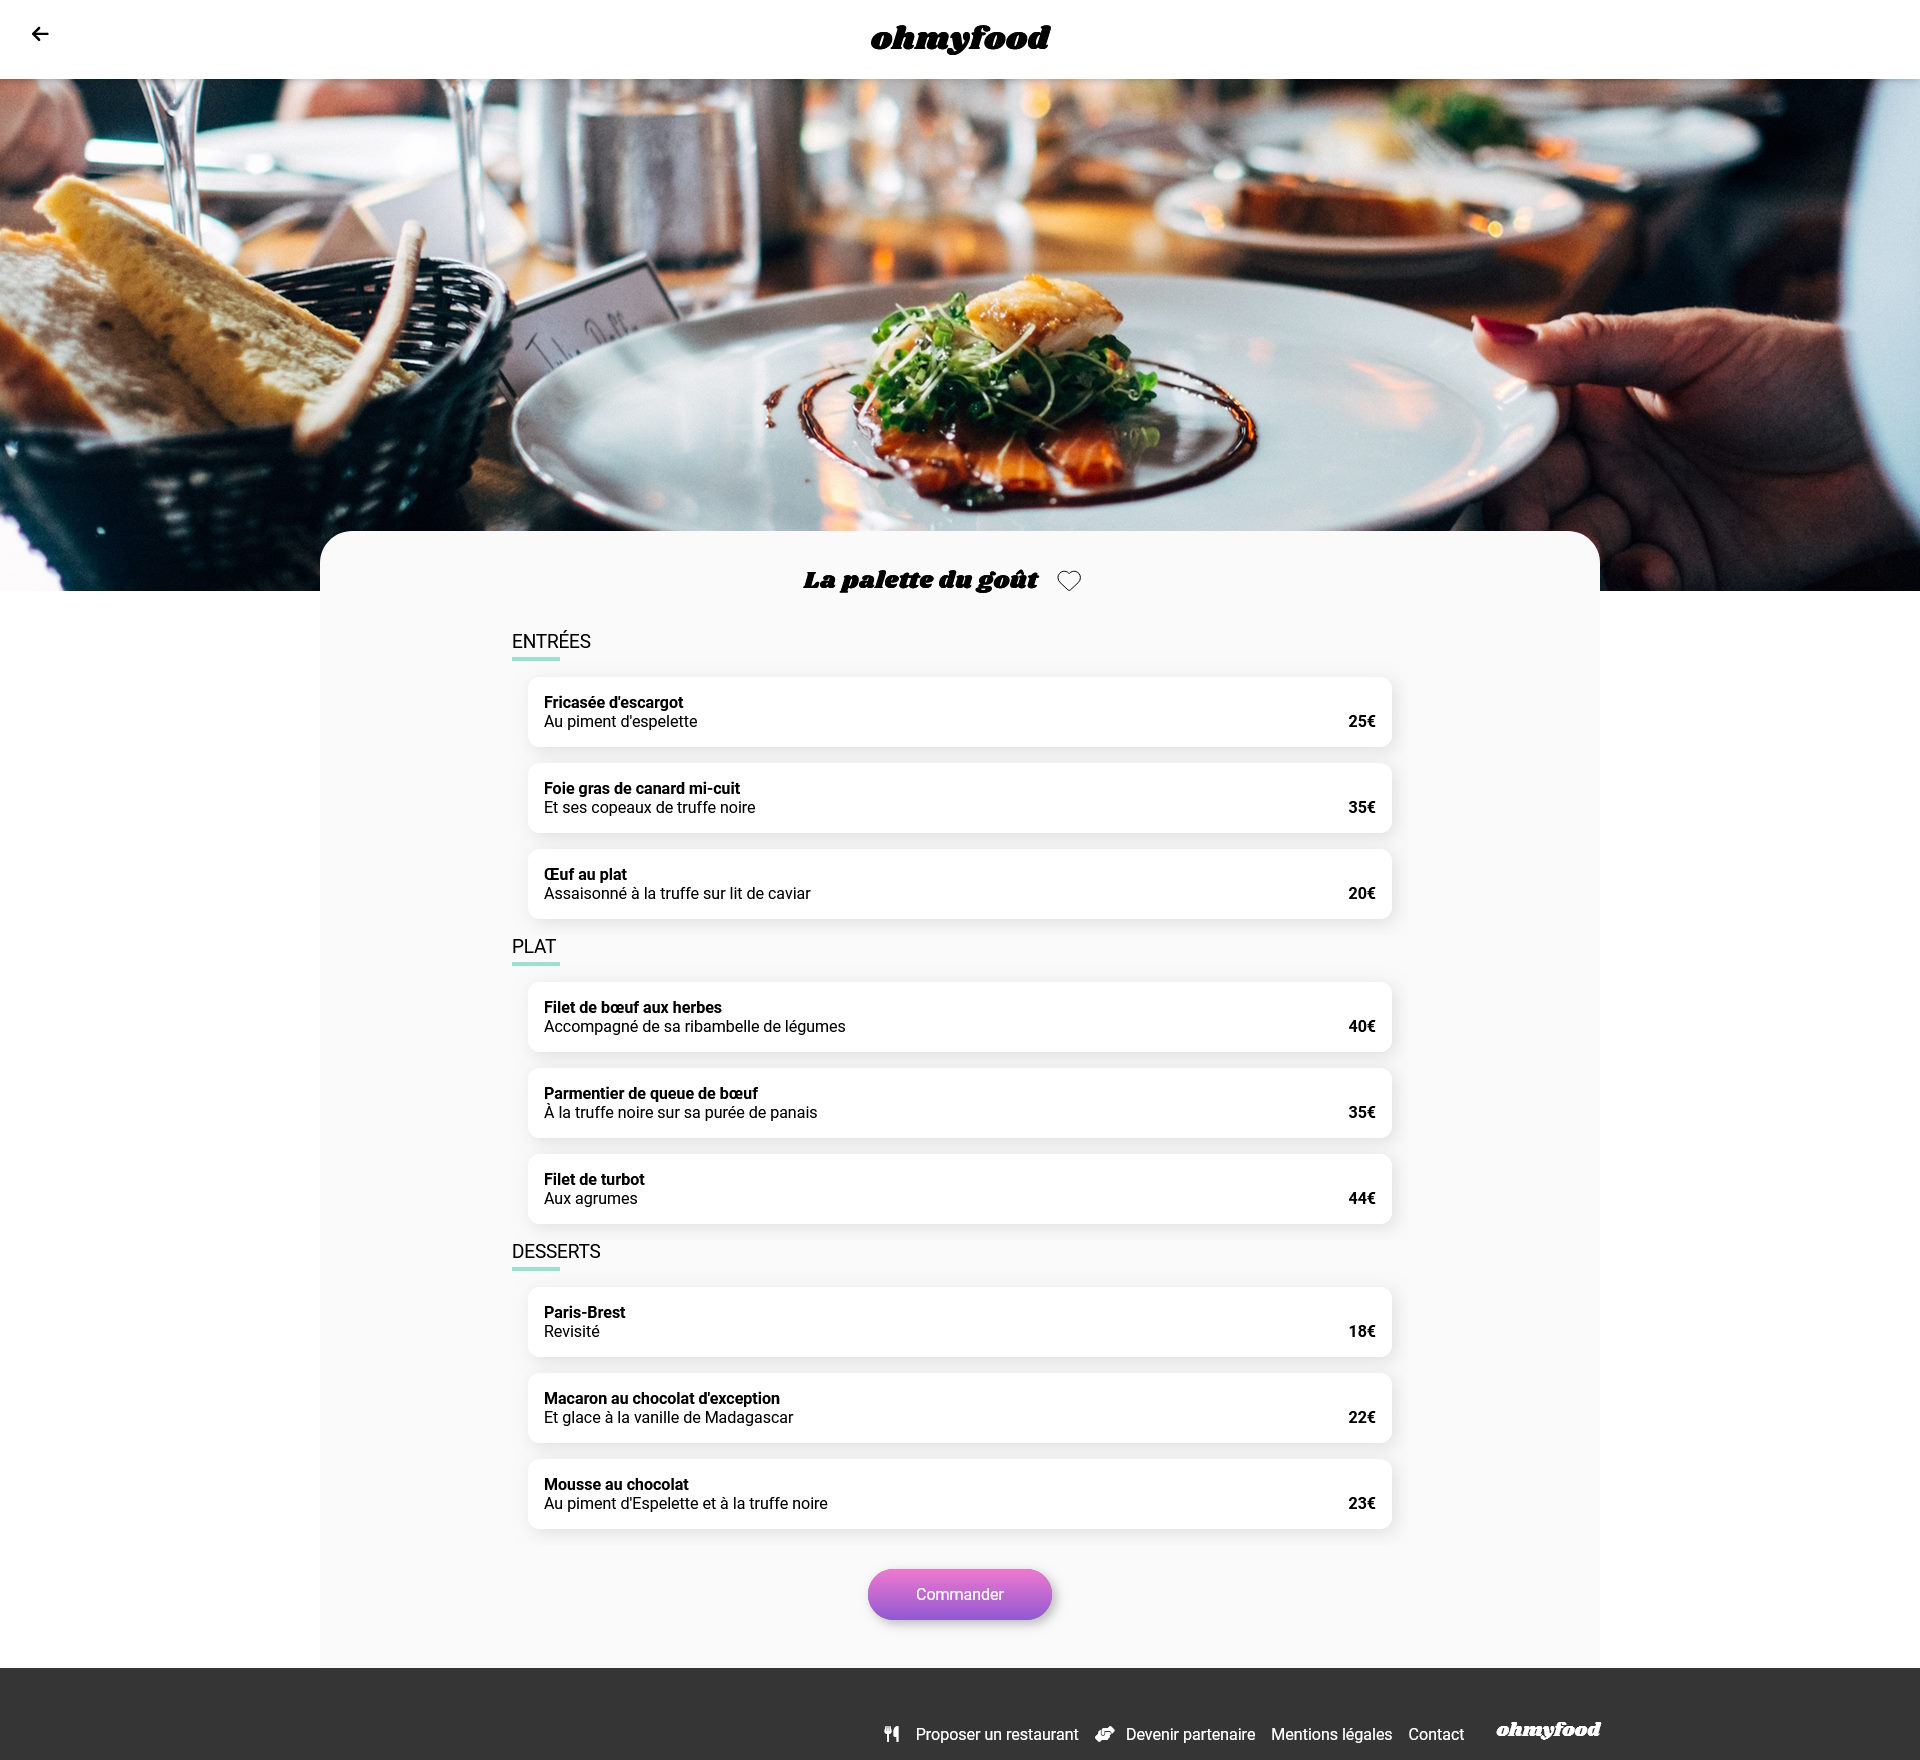 ohmyfood
La palette du goût
ENTRÉES
Fricasée d'escargot
Au piment d'espelette
25€
Foie gras de canard mi-cuit
Et ses copeaux de truffe noire
35€
Œuf au plat
Assaisonné à la truffe sur lit de caviar
20€
PLAT
Filet de bœuf aux herbes
Accompagné de sa ribambelle de légumes
40€
Parmentier de queue de bœuf
À la truffe noire sur sa purée de panais
35€
Filet de turbot
Aux agrumes
44€
DESSERTS
Paris-Brest
Revisité
18€
Macaron au chocolat d'exception
Et glace à la vanille de Madagascar
22€
Mousse au chocolat
Au piment d'Espelette et à la truffe noire
23€
Commander
Proposer un restaurant Devenir partenaire Mentions légales Contact ohmyfood